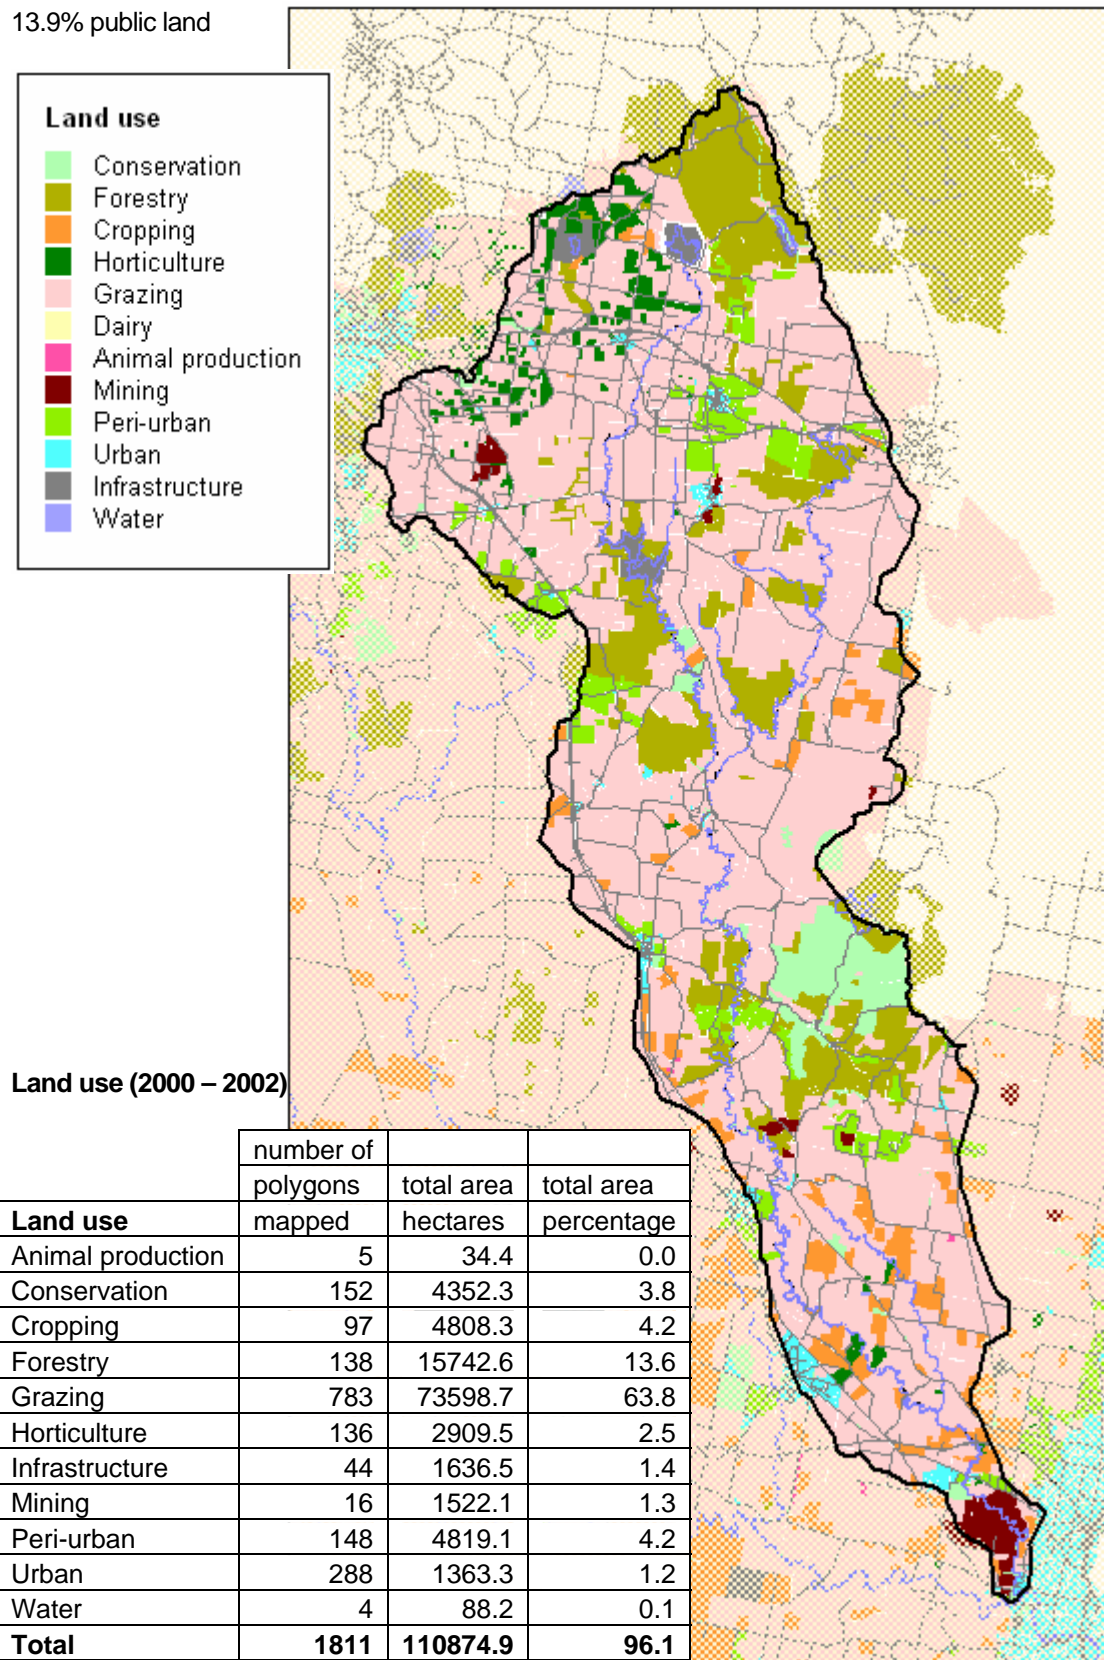 13.9% public land
Land use
Conservation
Forestry
Cropping
Horticulture
Grazing
Dairy
Animal production
Mining
Peri-urban
Urban
Infrastructure
Water
Land use (2000 – 2002)
number of
polygons total area total area
Land use mapped hectares percentage
Animal production 5 34.4 0.0
Conservation 152 4352.3 3.8
Cropping 97 4808.3 4.2
Forestry 138 15742.6 13.6
Grazing 783 73598.7 63.8
Horticulture 136 2909.5 2.5
Infrastructure 44 1636.5 1.4
Mining 16 1522.1 1.3
Peri-urban 148 4819.1 4.2
Urban 288 1363.3 1.2
Water 4 88.2 0.1
Total 1811 110874.9 96.1